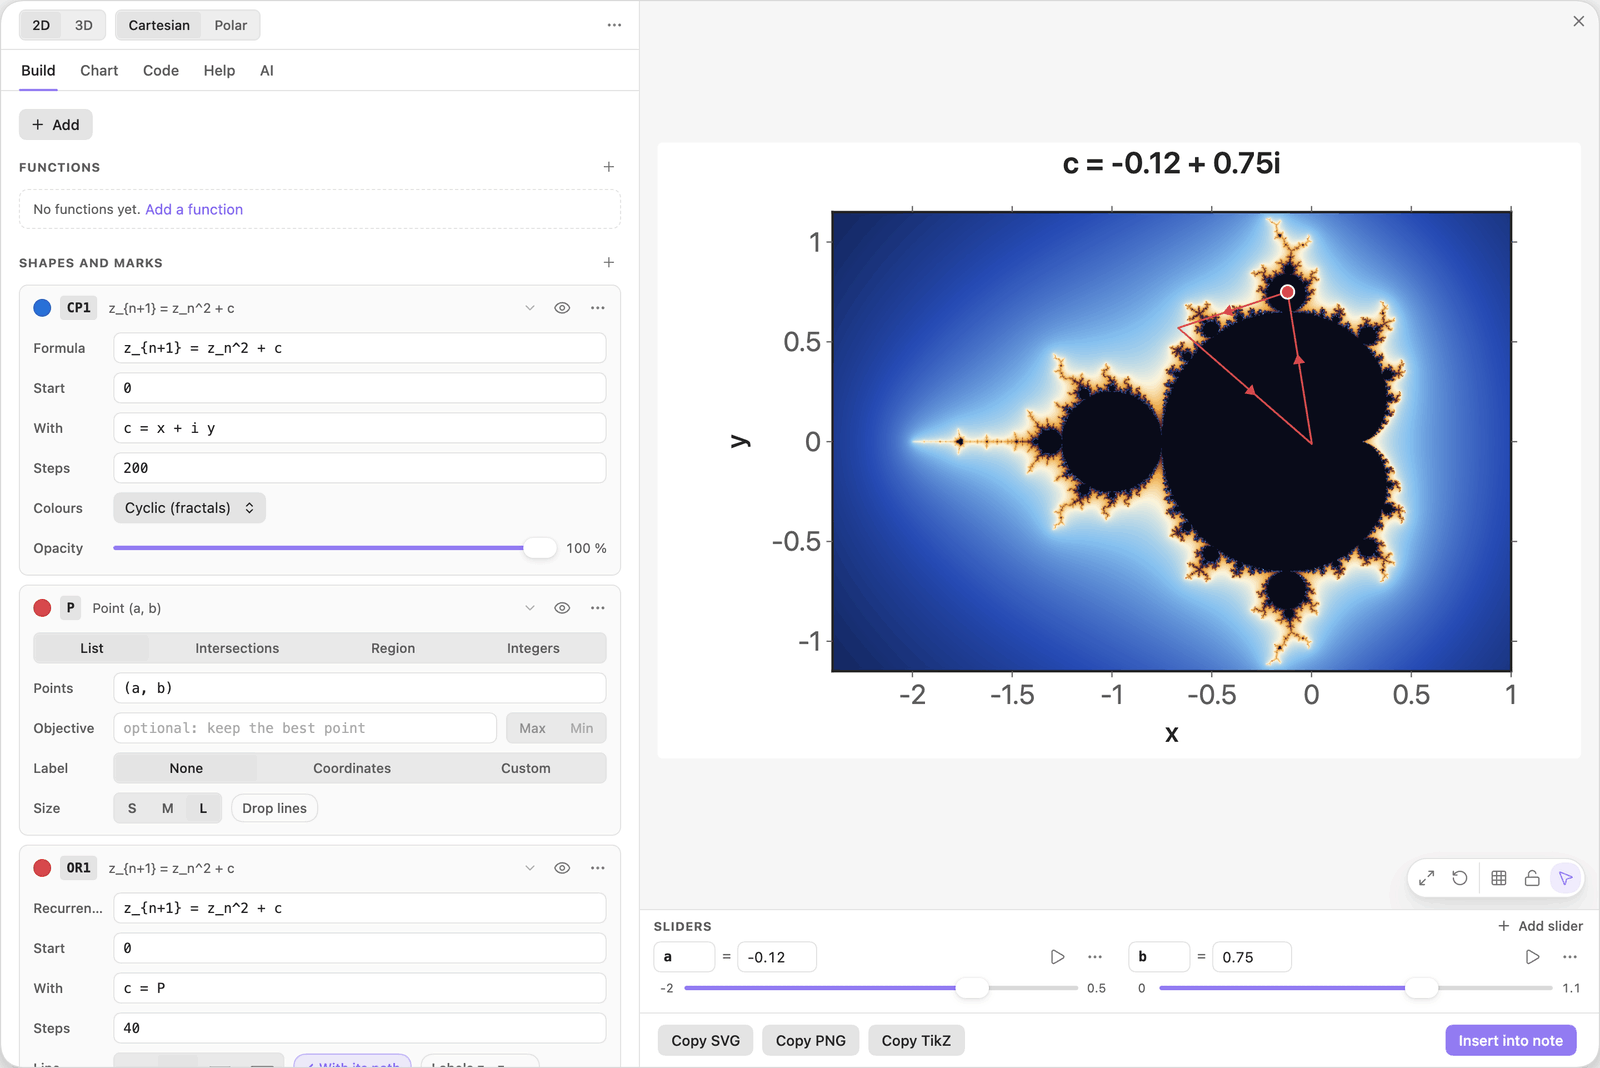 2D 3D Cartesian Polar
Build Chart Code Help AI
+ Add
FUNCTIONS
No functions yet. Add a function
SHAPES AND MARKS
CP1 z_{n+1} = z_n^2 + c
Formula z_{n+1} = z_n^2 + c
Start 0
With c = x + i y
Steps 200
Colours Cyclic (fractals)
Opacity 100 %
P Point (a, b)
List Intersections Region Integers
Points (a, b)
Objective optional: keep the best point Max Min
Label None Coordinates Custom
Size S M L Drop lines
OR1 z_{n+1} = z_n^2 + c
Recurren... z_{n+1} = z_n^2 + c
Start 0
With c = P
Steps 40
Line With its path
c = -0.12 + 0.75i
1
0.5
0
-0.5
-1
y
-2 -1.5 -1 -0.5 0 0.5 1
x
SLIDERS + Add slider
a = -0.12 b = 0.75
-2 0.5 0 1.1
Copy SVG Copy PNG Copy TikZ Insert into note